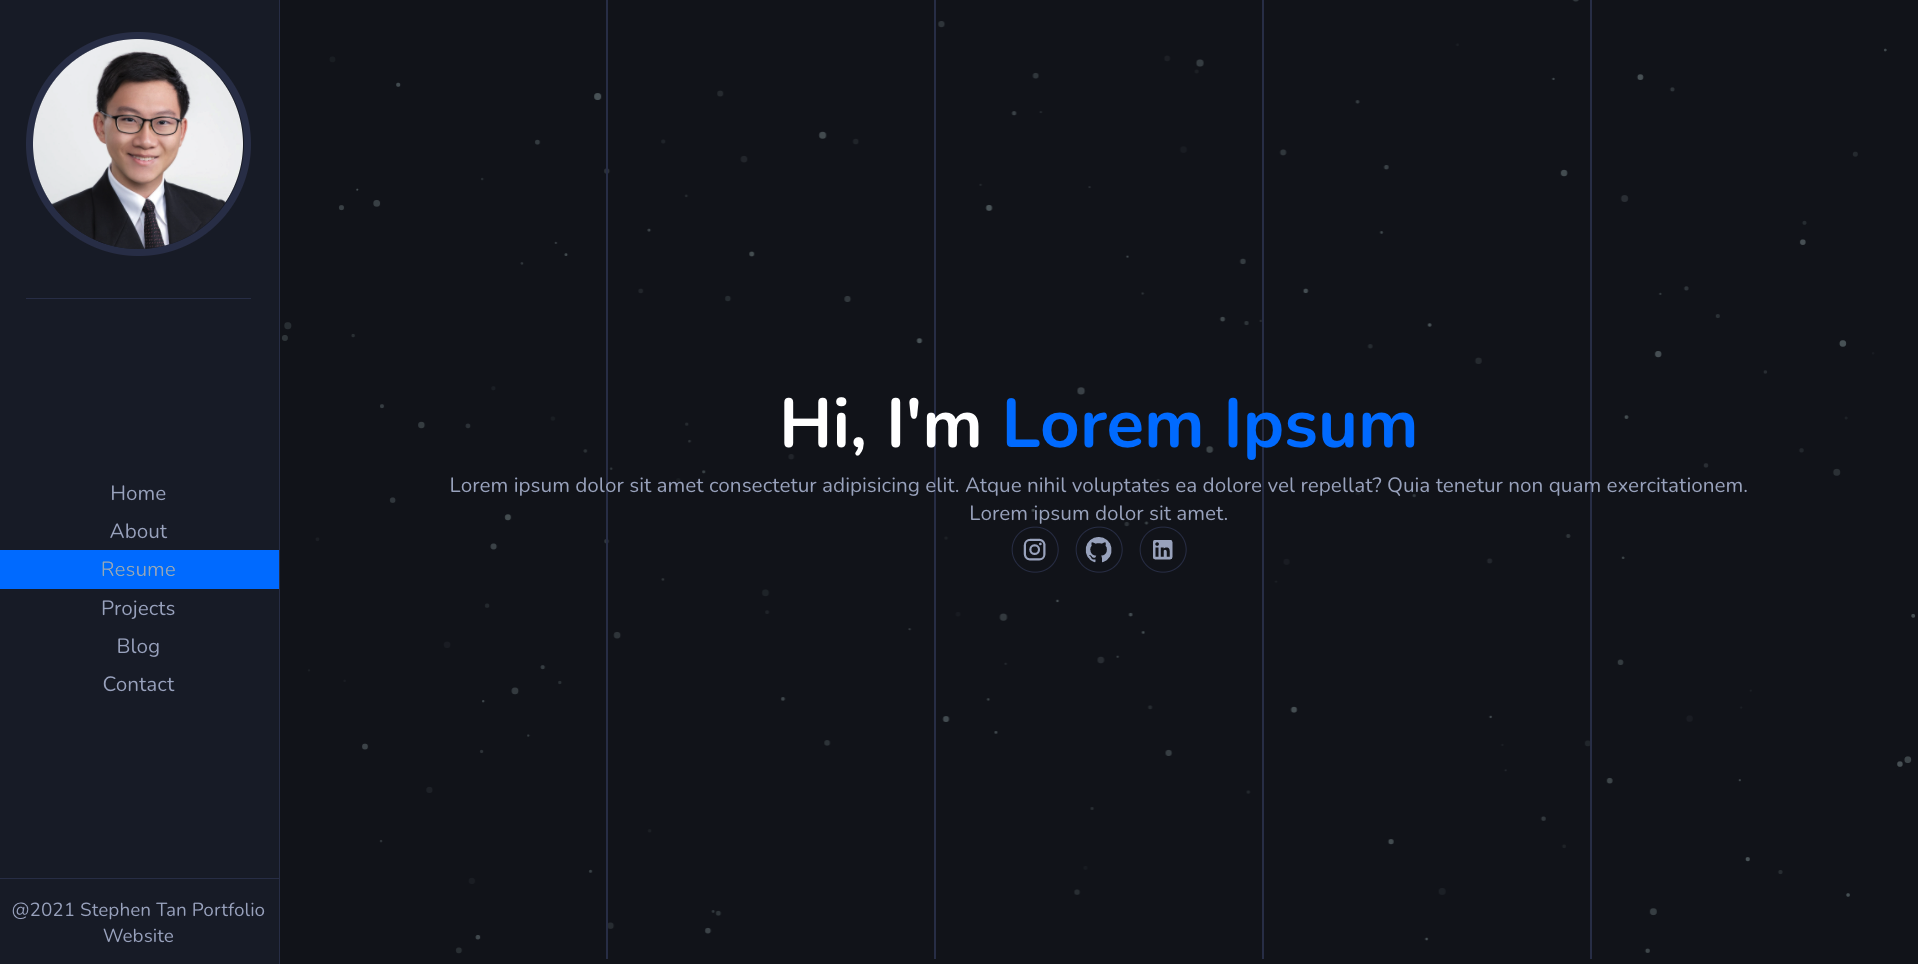 Home
About
Resume
Projects
Blog
Contact
@2021 Stephen Tan Portfolio
Website
Hi, I'm Lorem Ipsum
Lorem ipsum dolor sit amet consectetur adipisicing elit. Atque nihil voluptates ea dolore vel repellat? Quia tenetur non quam exercitationem.
Lorem ipsum dolor sit amet.